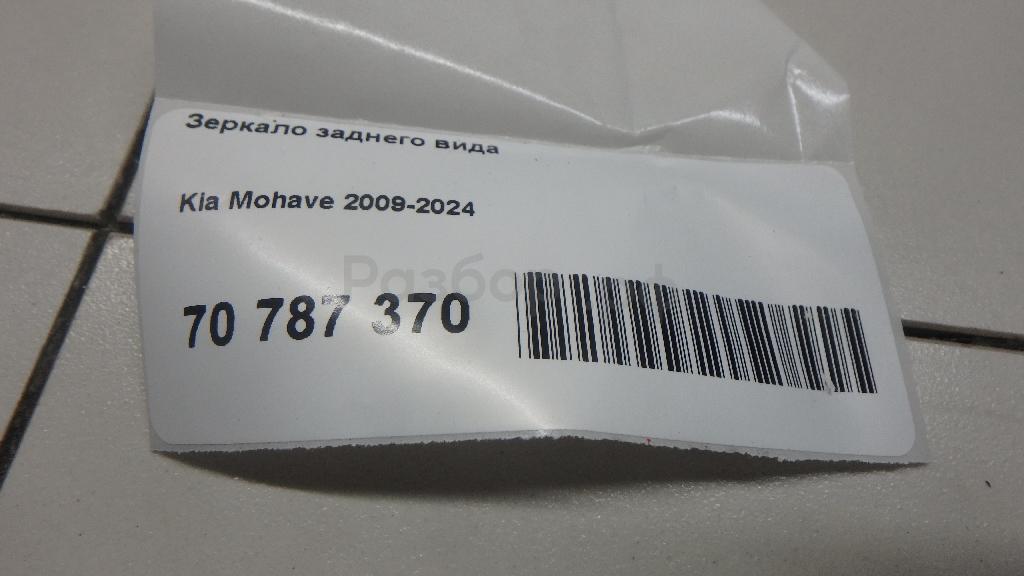 Зеркало заднего вида
Kia Mohave 2009-2024
70 787 370